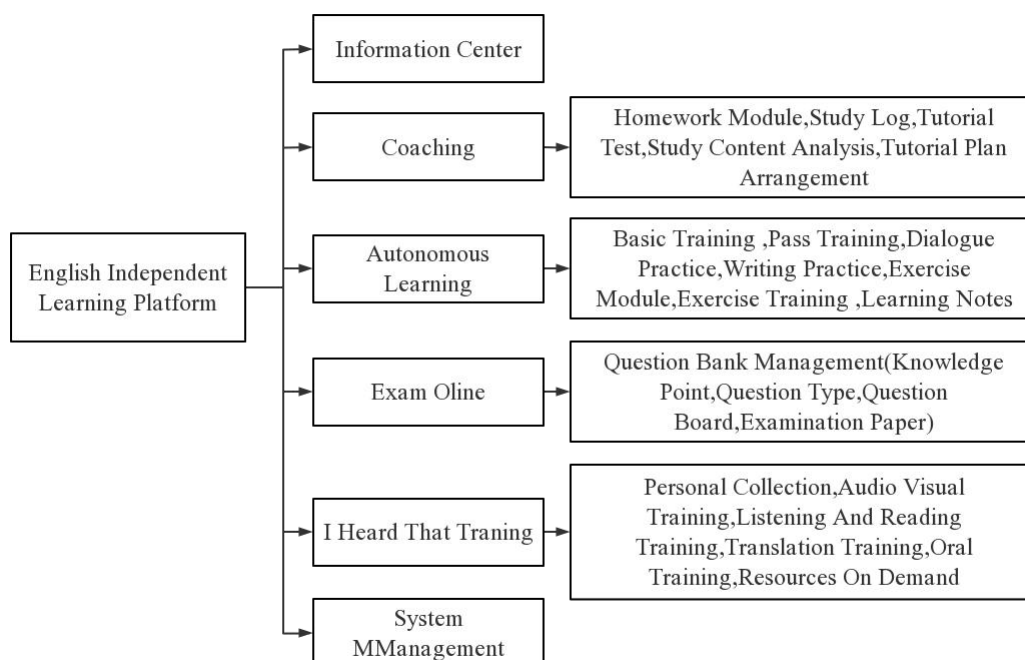 Information Center
Coaching
Homework Module,Study Log,Tutorial
Test,Study Content Analysis,Tutorial Plan
Arrangement
English Independent
Learning Platform
Autonomous
Learning
Basic Training ,Pass Training,Dialogue
Practice,Writing Practice,Exercise
Module,Exercise Training ,Learning Notes
Exam Oline
Question Bank Management(Knowledge
Point,Question Type,Question
Board,Examination Paper)
I Heard That Traning
Personal Collection,Audio Visual
Training,Listening And Reading
Training,Translation Training,Oral
Training,Resources On Demand
System
MManagement